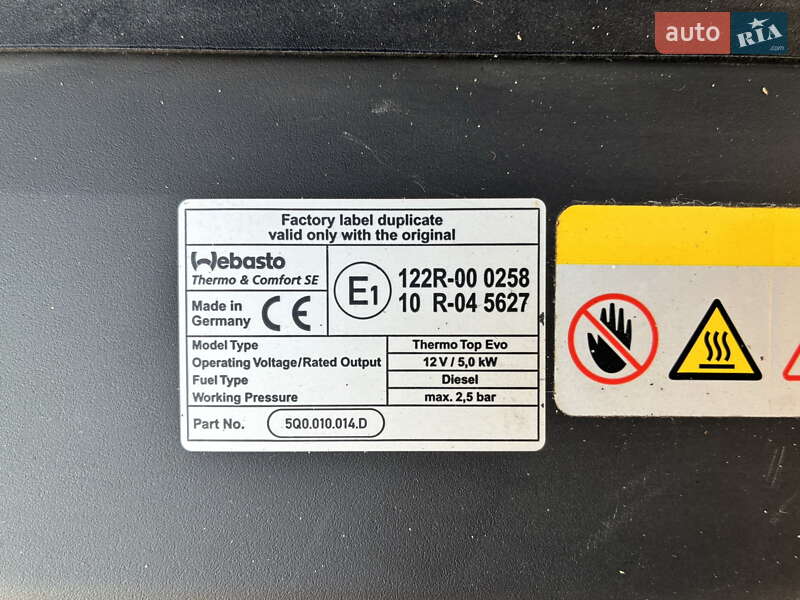 auto RIA
.com
Factory label duplicate
valid only with the original
Webasto
Thermo & Comfort SE
Made in
Germany
CE
E1
122R-00 0258
10 R-04 5627
Model Type Thermo Top Evo
Operating Voltage/Rated Output 12 V / 5,0 kW
Fuel Type Diesel
Working Pressure max. 2,5 bar
Part No. 5Q0.010.014.D